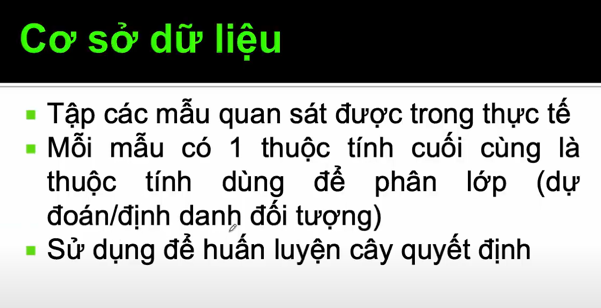 Cơ sở dữ liệu
Tập các mẫu quan sát được trong thực tế
Mỗi mẫu có 1 thuộc tính cuối cùng là
thuộc tính dùng để phân lớp (dự
đoán/định danh đối tượng)
Sử dụng để huấn luyện cây quyết định